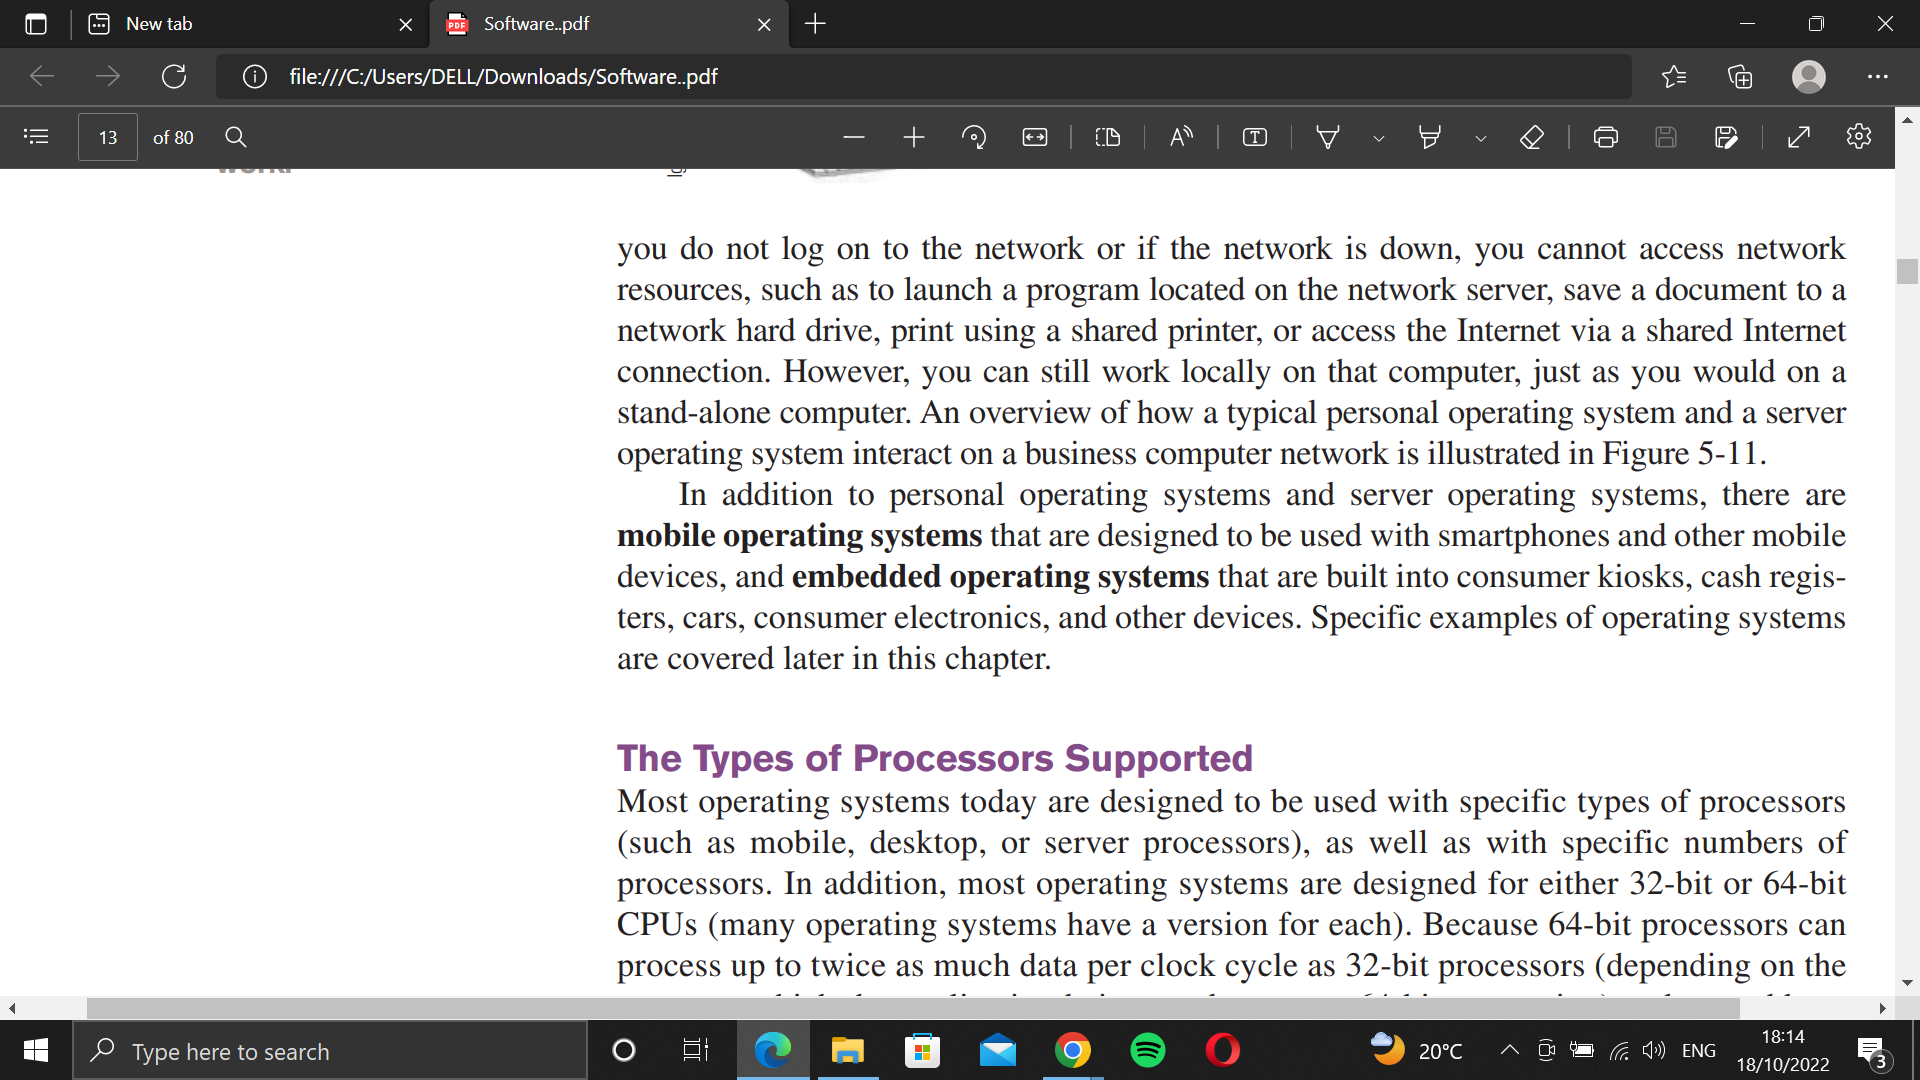 New tab
Software..pdf
file:///C:/Users/DELL/Downloads/Software..pdf
13 of 80
work.
you do not log on to the network or if the network is down, you cannot access network
resources, such as to launch a program located on the network server, save a document to a
network hard drive, print using a shared printer, or access the Internet via a shared Internet
connection. However, you can still work locally on that computer, just as you would on a
stand-alone computer. An overview of how a typical personal operating system and a server
operating system interact on a business computer network is illustrated in Figure 5-11.
In addition to personal operating systems and server operating systems, there are
mobile operating systems that are designed to be used with smartphones and other mobile
devices, and embedded operating systems that are built into consumer kiosks, cash regis-
ters, cars, consumer electronics, and other devices. Specific examples of operating systems
are covered later in this chapter.
The Types of Processors Supported
Most operating systems today are designed to be used with specific types of processors
(such as mobile, desktop, or server processors), as well as with specific numbers of
processors. In addition, most operating systems are designed for either 32-bit or 64-bit
CPUs (many operating systems have a version for each). Because 64-bit processors can
process up to twice as much data per clock cycle as 32-bit processors (depending on the
Type here to search
20°C
ENG
18:14
18/10/2022
3